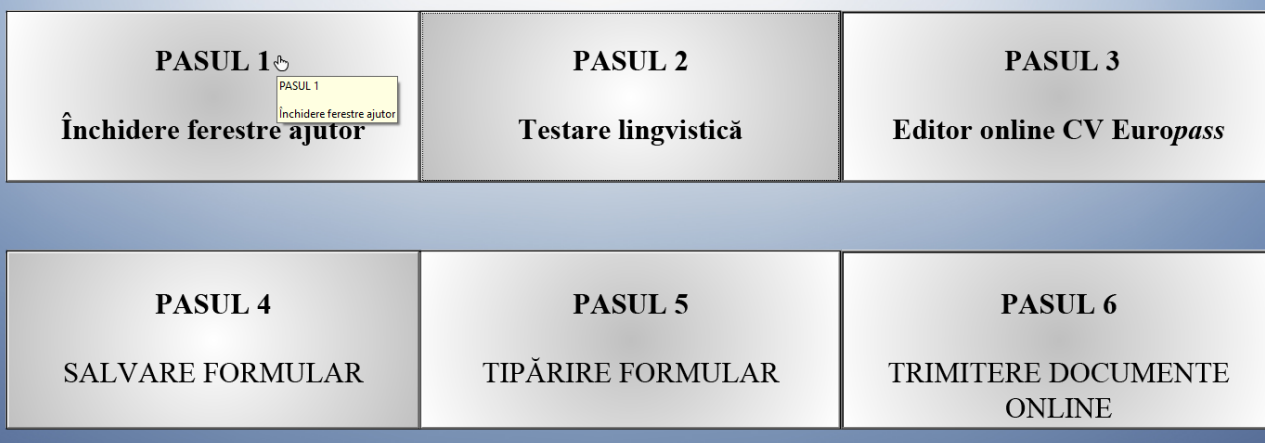 PASUL 1
PASUL 1
Închidere ferestre ajutor
Închidere ferestre ajutor
PASUL 2
Testare lingvistică
PASUL 3
Editor online CV Europass
PASUL 4
SALVARE FORMULAR
PASUL 5
TIPĂRIRE FORMULAR
PASUL 6
TRIMITERE DOCUMENTE
ONLINE